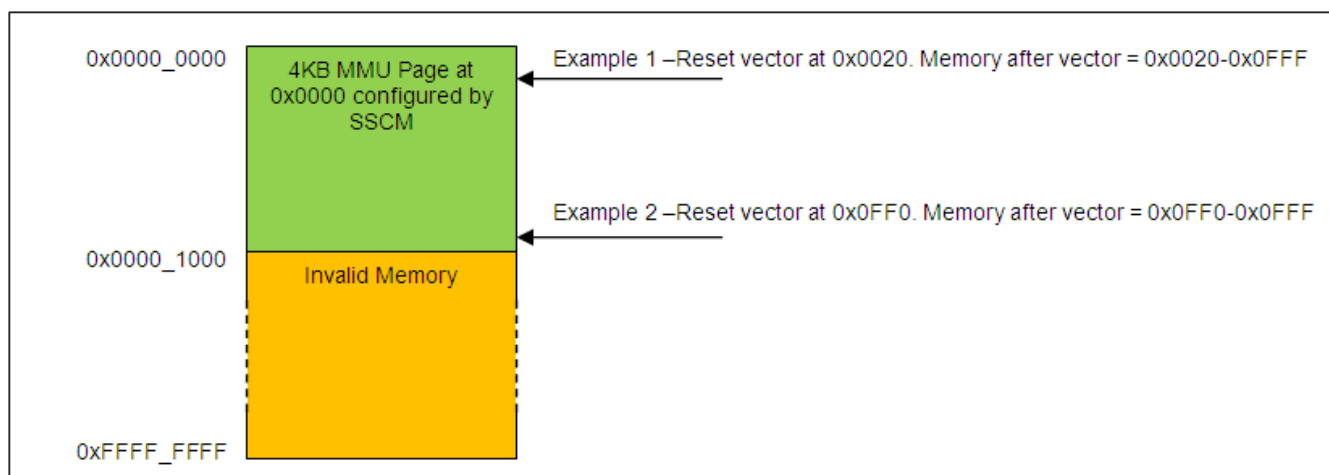 0x0000_0000
4KB MMU Page at
0x0000 configured by
SSCM
Example 1 –Reset vector at 0x0020. Memory after vector = 0x0020-0x0FFF
Example 2 –Reset vector at 0x0FF0. Memory after vector = 0x0FF0-0x0FFF
0x0000_1000
Invalid Memory
0xFFFF_FFFF